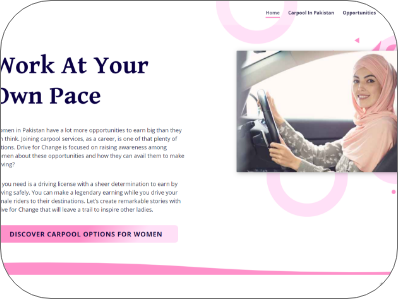 Home Carpool In Pakistan Opportunities
Work At Your
Own Pace
omen in Pakistan have a lot more opportunities to earn big than they
think. Joining carpool services, as a career, is one of that plenty of
tions. Drive for Change is focused on raising awareness among
men about these opportunities and how they can avail them to make
ving?
you need is a driving license with a sheer determination to earn by
ving safely. You can make a legendary earning while you drive your
male riders to their destinations. Let's create remarkable stories with
ve for Change that will leave a trail to inspire other ladies.
DISCOVER CARPOOL OPTIONS FOR WOMEN